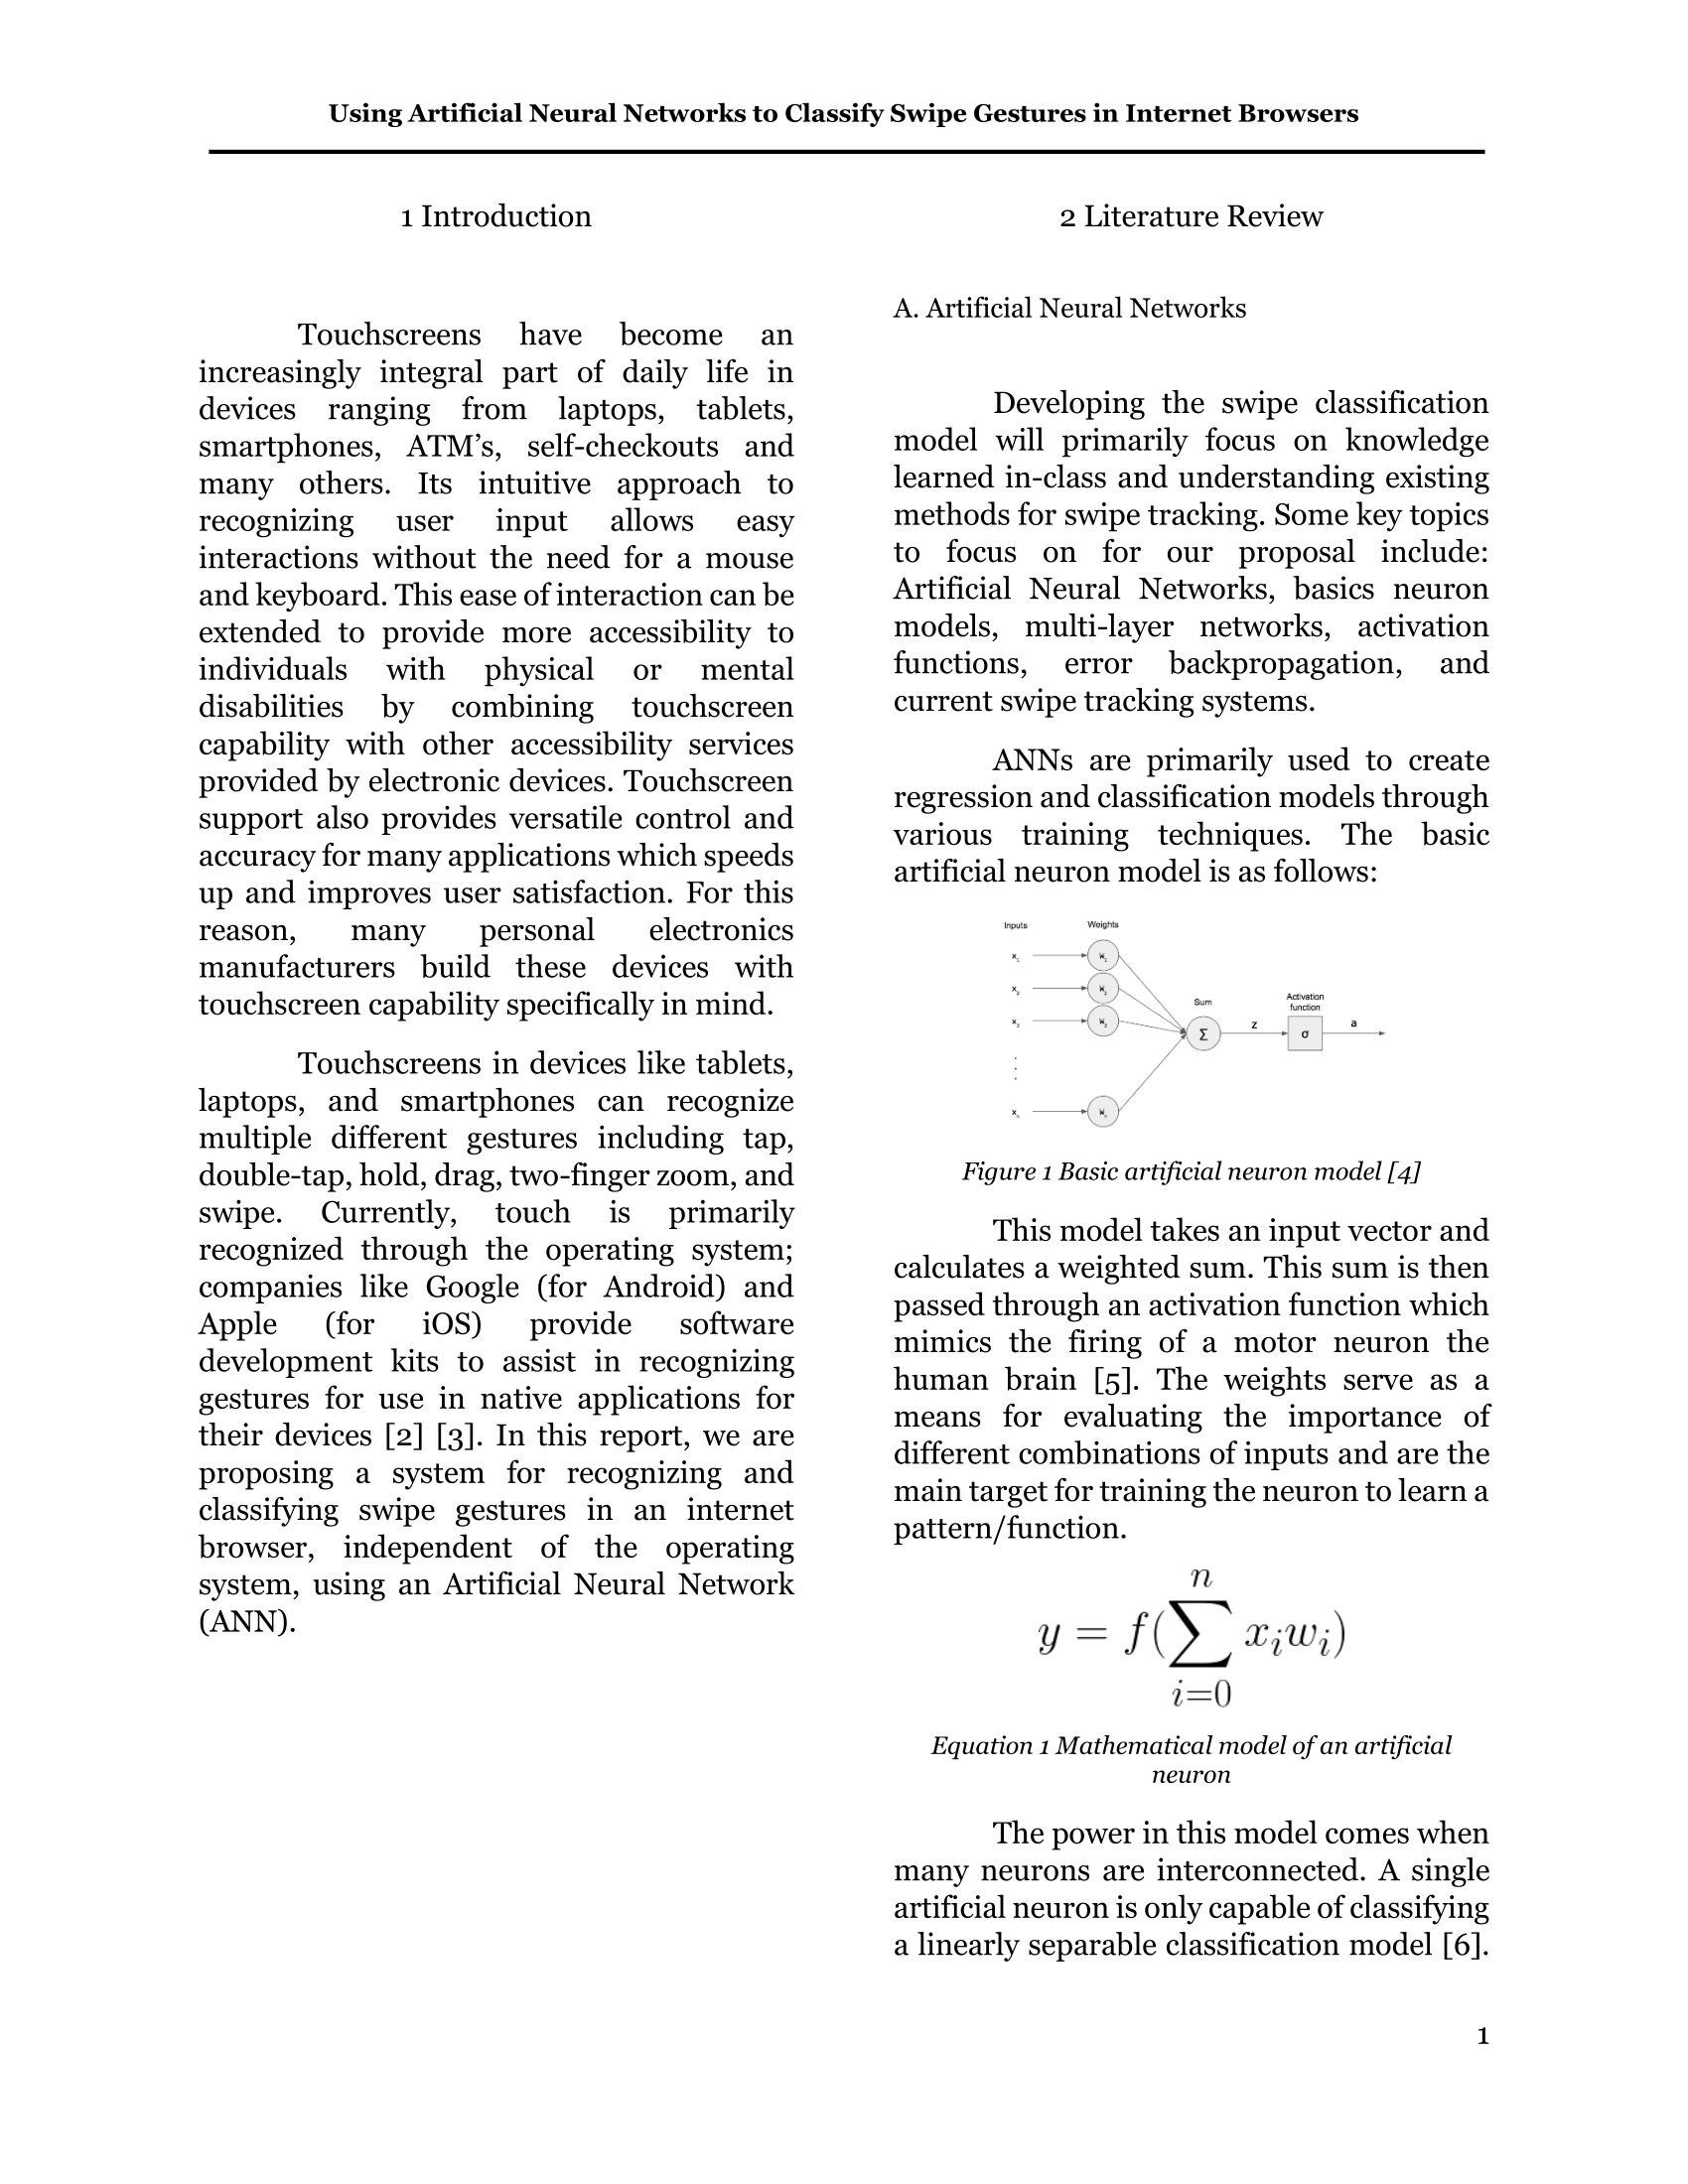 Using Artificial Neural Networks to Classify Swipe Gestures in Internet Browsers
1 Introduction
Touchscreens have become an
increasingly integral part of daily life in
devices ranging from laptops, tablets,
smartphones, ATM’s, self-checkouts and
many others. Its intuitive approach to
recognizing user input allows easy
interactions without the need for a mouse
and keyboard. This ease of interaction can be
extended to provide more accessibility to
individuals with physical or mental
disabilities by combining touchscreen
capability with other accessibility services
provided by electronic devices. Touchscreen
support also provides versatile control and
accuracy for many applications which speeds
up and improves user satisfaction. For this
reason, many personal electronics
manufacturers build these devices with
touchscreen capability specifically in mind.
Touchscreens in devices like tablets,
laptops, and smartphones can recognize
multiple different gestures including tap,
double-tap, hold, drag, two-finger zoom, and
swipe. Currently, touch is primarily
recognized through the operating system;
companies like Google (for Android) and
Apple (for iOS) provide software
development kits to assist in recognizing
gestures for use in native applications for
their devices [2] [3]. In this report, we are
proposing a system for recognizing and
classifying swipe gestures in an internet
browser, independent of the operating
system, using an Artificial Neural Network
(ANN).
2 Literature Review
A. Artificial Neural Networks
Developing the swipe classification
model will primarily focus on knowledge
learned in-class and understanding existing
methods for swipe tracking. Some key topics
to focus on for our proposal include:
Artificial Neural Networks, basics neuron
models, multi-layer networks, activation
functions, error backpropagation, and
current swipe tracking systems.
ANNs are primarily used to create
regression and classification models through
various training techniques. The basic
artificial neuron model is as follows:
Inputs Weights
x₁ w₁
x₂ w₂
x₃ w₃
Sum
Activation
function
Σ z σ a
⋮
xₙ wₙ
Figure 1 Basic artificial neuron model [4]
This model takes an input vector and
calculates a weighted sum. This sum is then
passed through an activation function which
mimics the firing of a motor neuron the
human brain [5]. The weights serve as a
means for evaluating the importance of
different combinations of inputs and are the
main target for training the neuron to learn a
pattern/function.
n
y = f(∑ xᵢwᵢ)
i=0
Equation 1 Mathematical model of an artificial
neuron
The power in this model comes when
many neurons are interconnected. A single
artificial neuron is only capable of classifying
a linearly separable classification model [6].
1